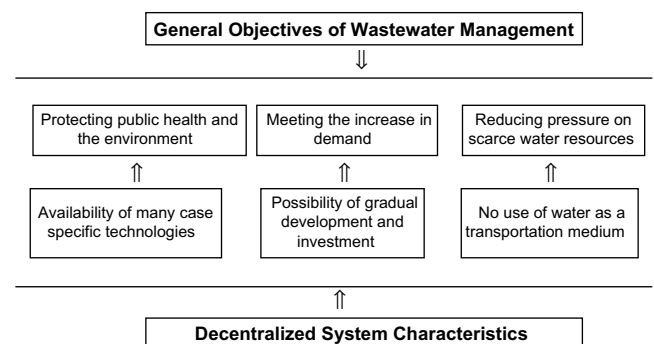 General Objectives of Wastewater Management
⇓
Protecting public health and
the environment
Meeting the increase in
demand
Reducing pressure on
scarce water resources
⇑ ⇑ ⇑
Availability of many case
specific technologies
Possibility of gradual
development and
investment
No use of water as a
transportation medium
⇑
Decentralized System Characteristics